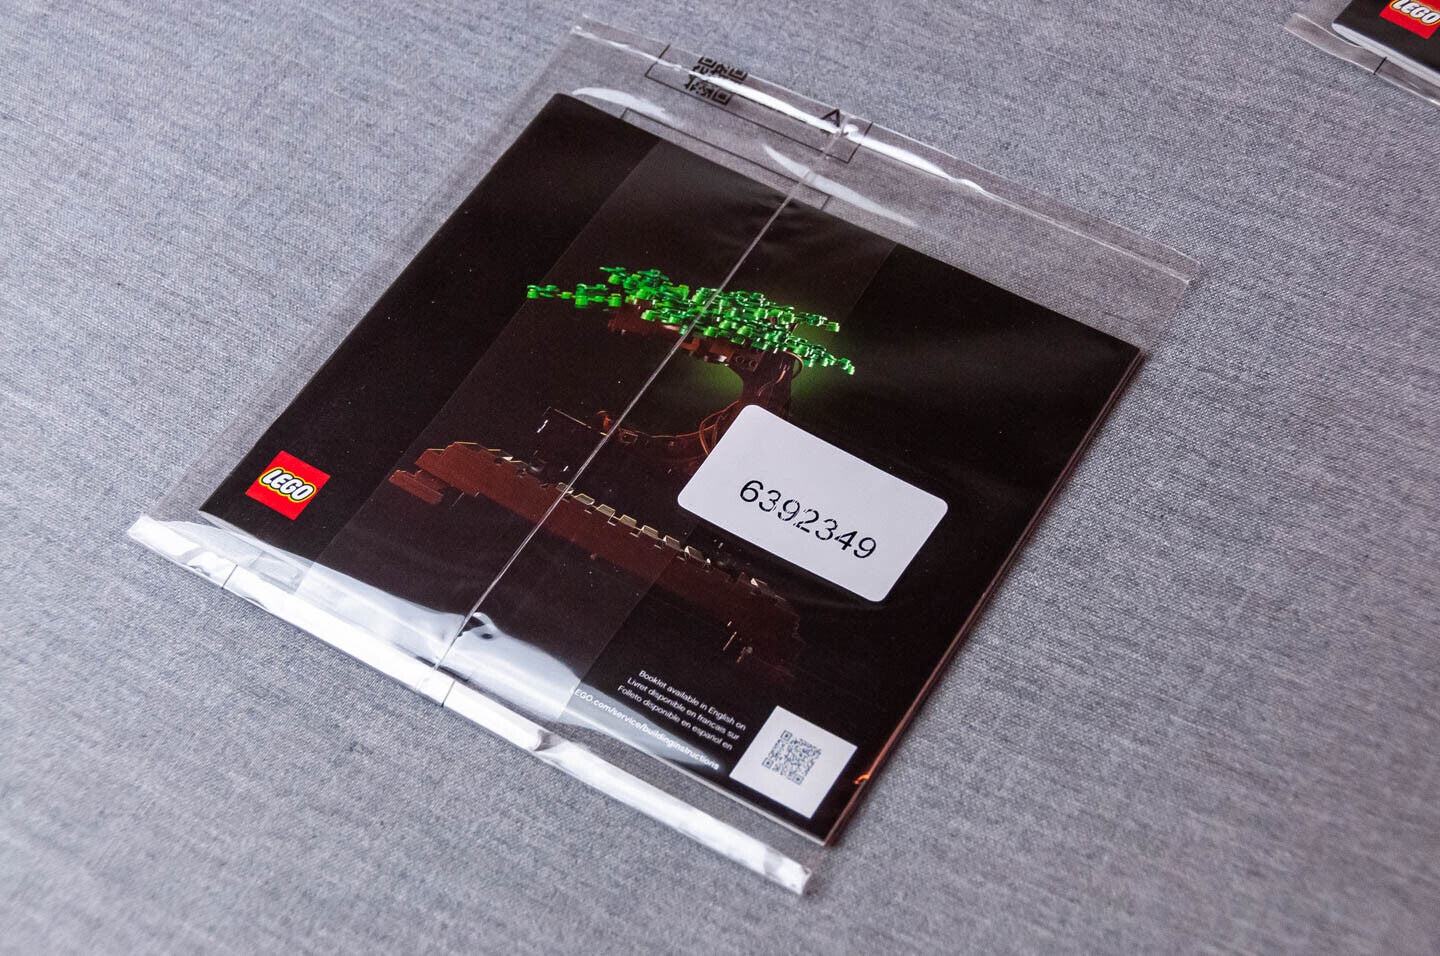 LEGO
LEGO
6392349
Booklet available in English on
Livret disponible en francais sur
Folleto disponible en español en
LEGO.com/service/buildinginstructions